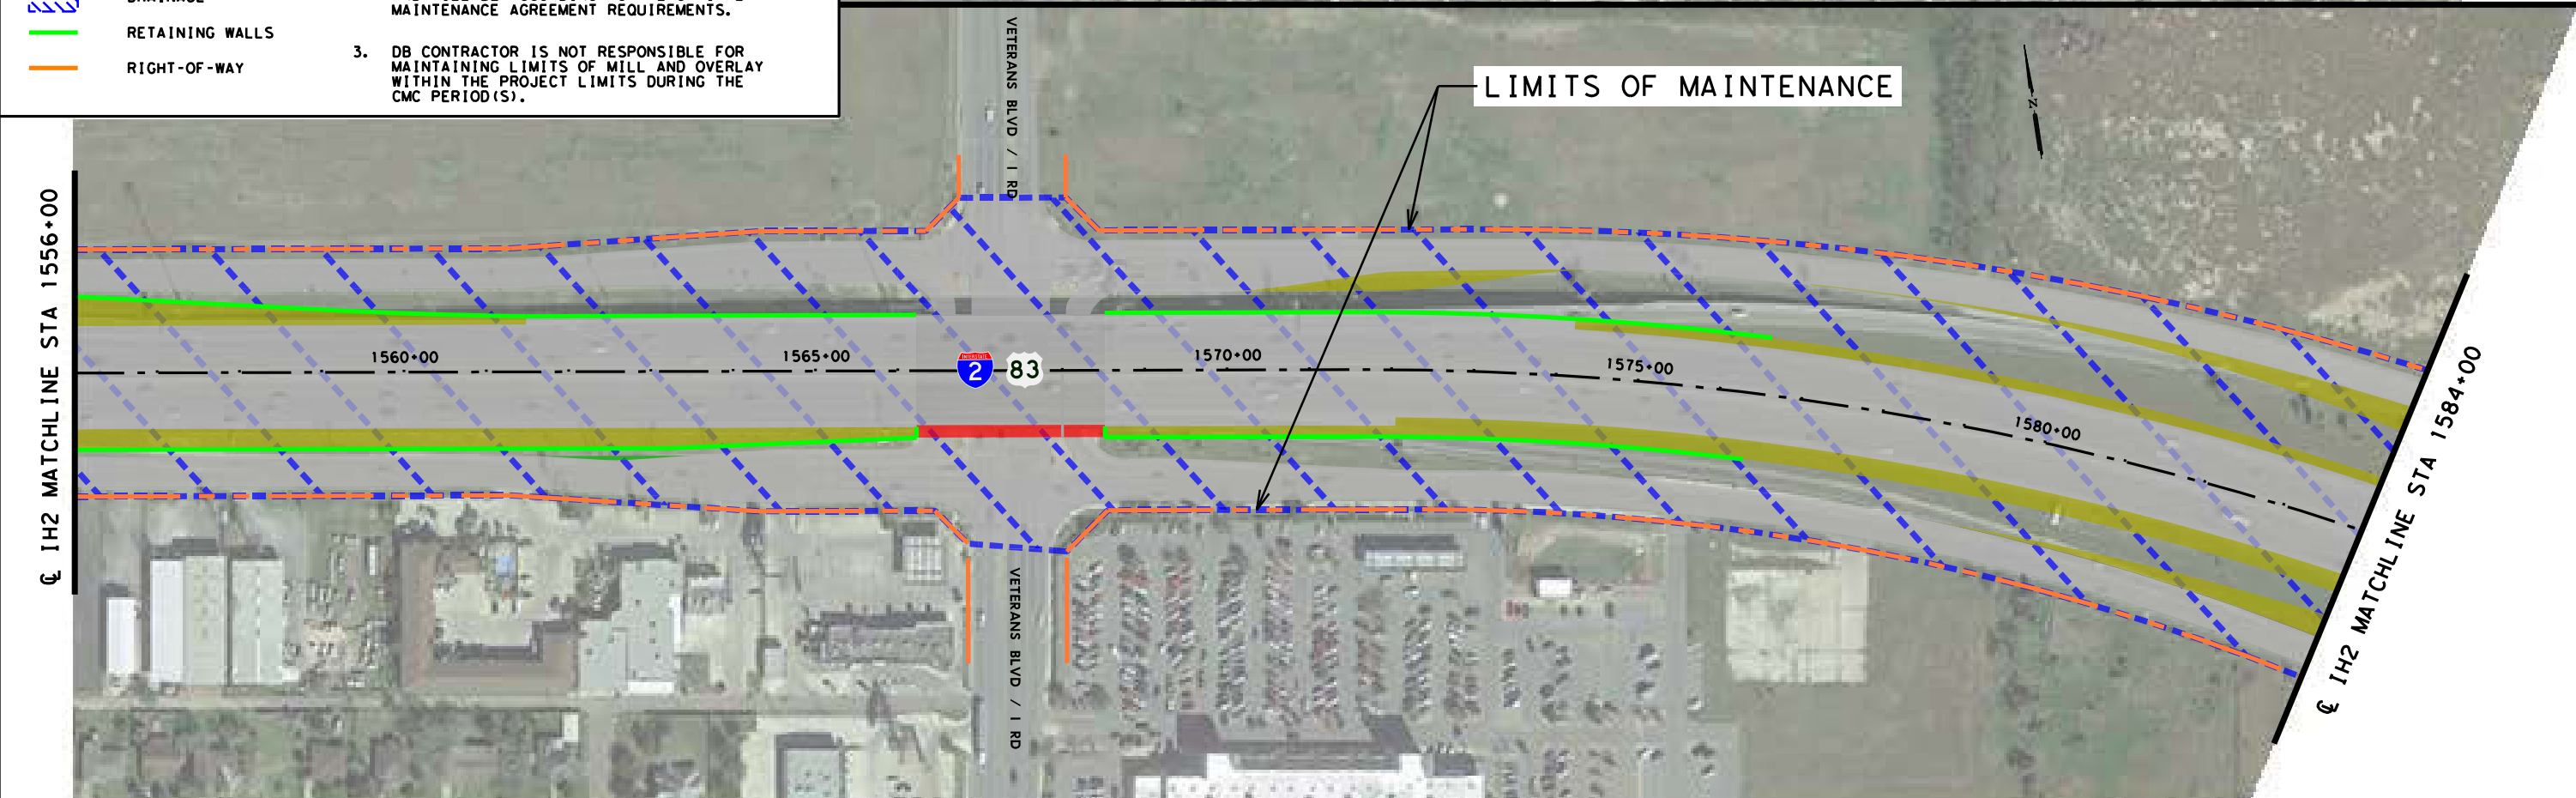 DRAINAGE
RETAINING WALLS
RIGHT-OF-WAY
MAINTENANCE AGREEMENT REQUIREMENTS.
3. DB CONTRACTOR IS NOT RESPONSIBLE FOR
MAINTAINING LIMITS OF MILL AND OVERLAY
WITHIN THE PROJECT LIMITS DURING THE
CMC PERIOD(S).
VETERANS BLVD / I RD
LIMITS OF MAINTENANCE
N
℄ IH2 MATCHLINE STA 1556+00
1560+00
1565+00
INTERSTATE
2
83
1570+00
1575+00
1580+00
℄ IH2 MATCHLINE STA 1584+00
VETERANS BLVD / I RD